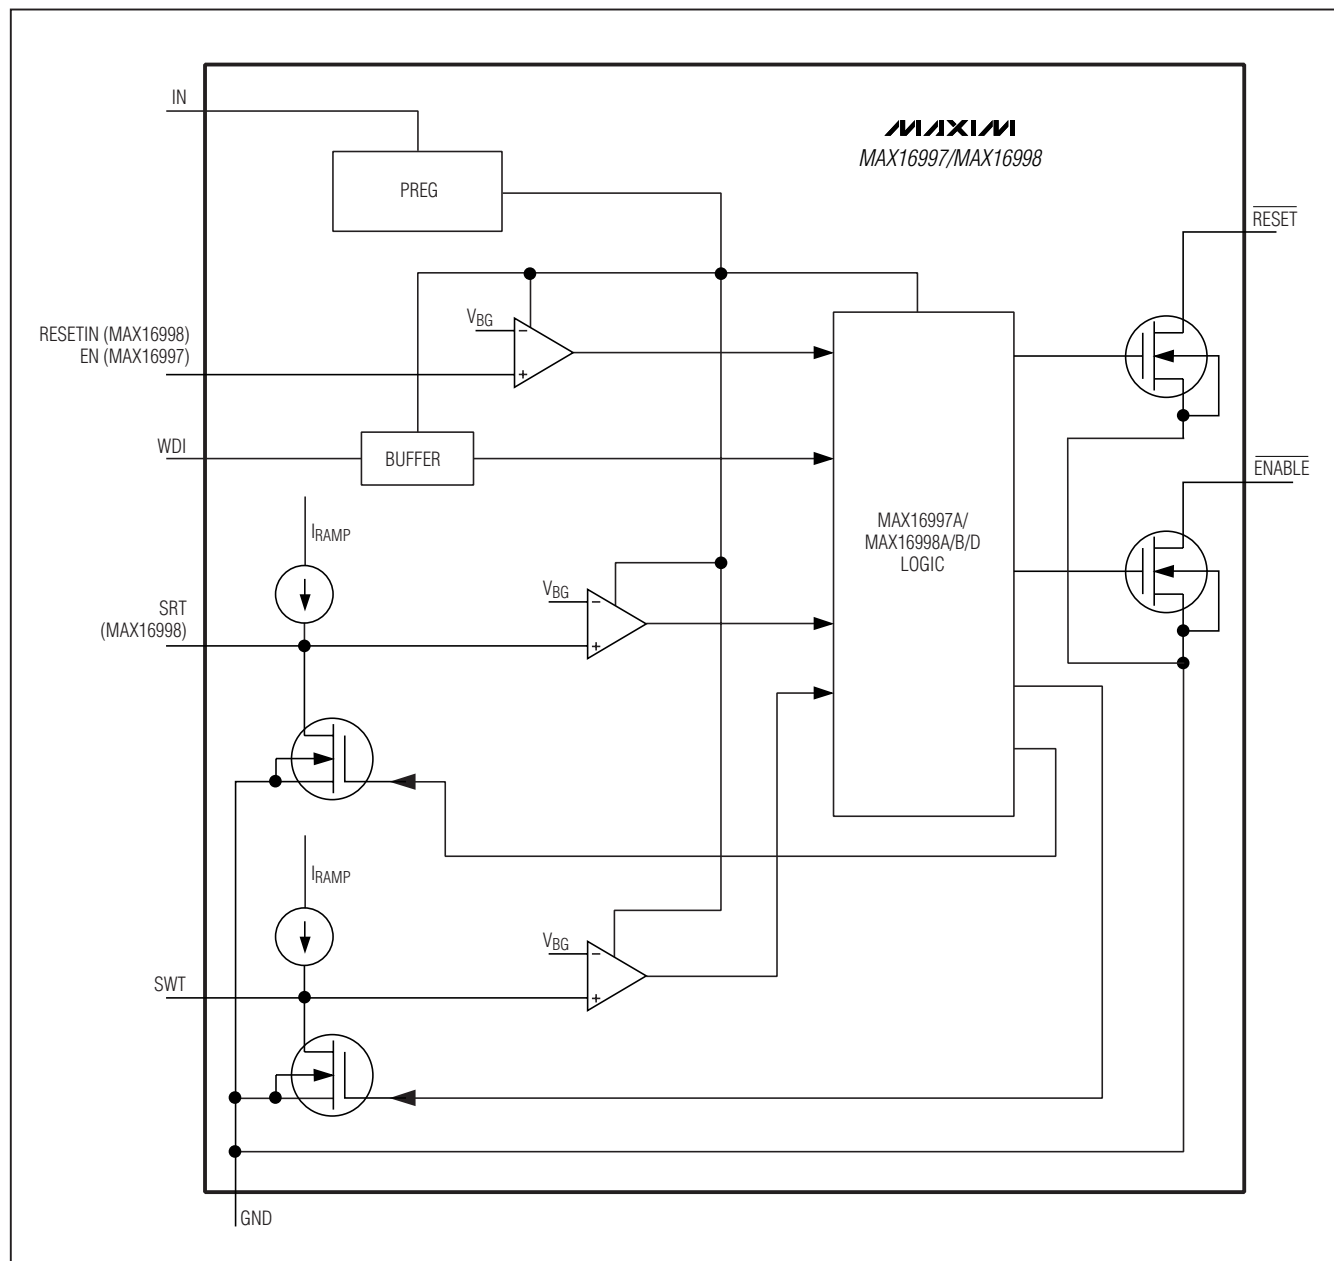 IN
MAXIM
MAX16997/MAX16998
PREG
RESET
VBG
−
+
RESETIN (MAX16998)
EN (MAX16997)
WDI
BUFFER
ENABLE
MAX16997A/
MAX16998A/B/D
LOGIC
IRAMP
VBG
−
+
SRT
(MAX16998)
IRAMP
VBG
−
+
SWT
GND